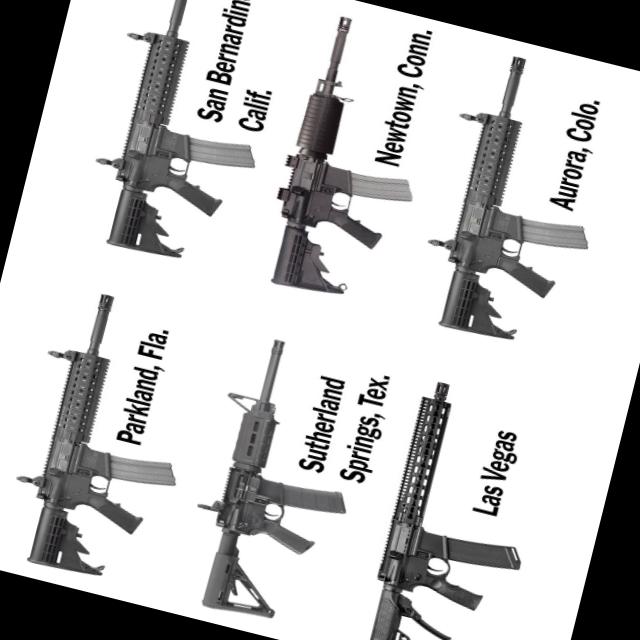 San Bernardino
Calif.
Newtown, Conn.
Aurora, Colo.
Parkland, Fla.
Sutherland
Springs, Tex.
Las Vegas